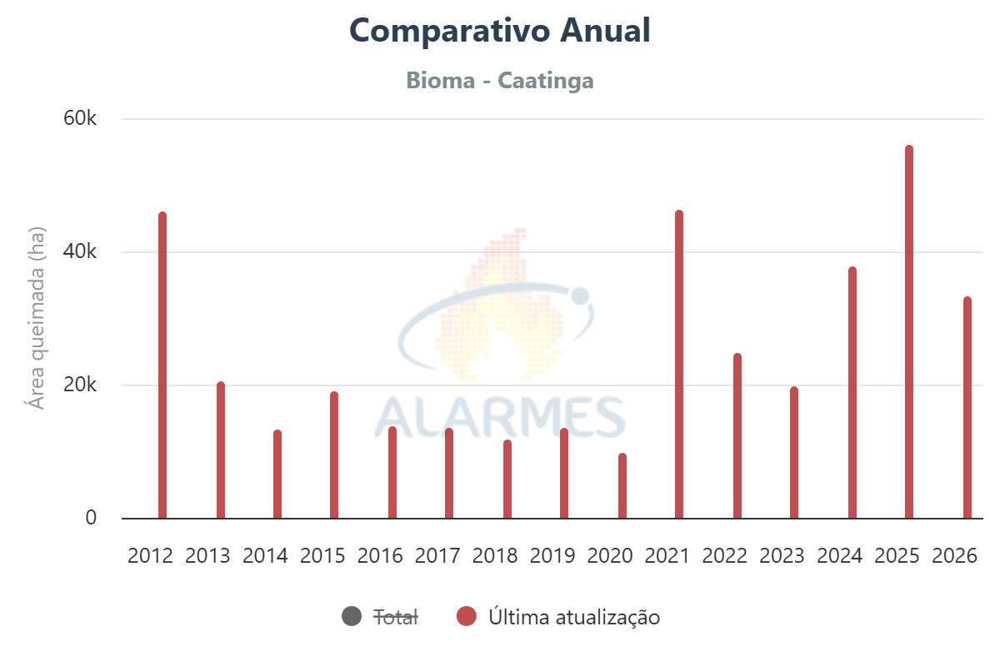 Comparativo Anual
Bioma - Caatinga
60k
40k
20k
0
Área queimada (ha)
ALARMES
2012 2013 2014 2015 2016 2017 2018 2019 2020 2021 2022 2023 2024 2025 2026
Total Última atualização